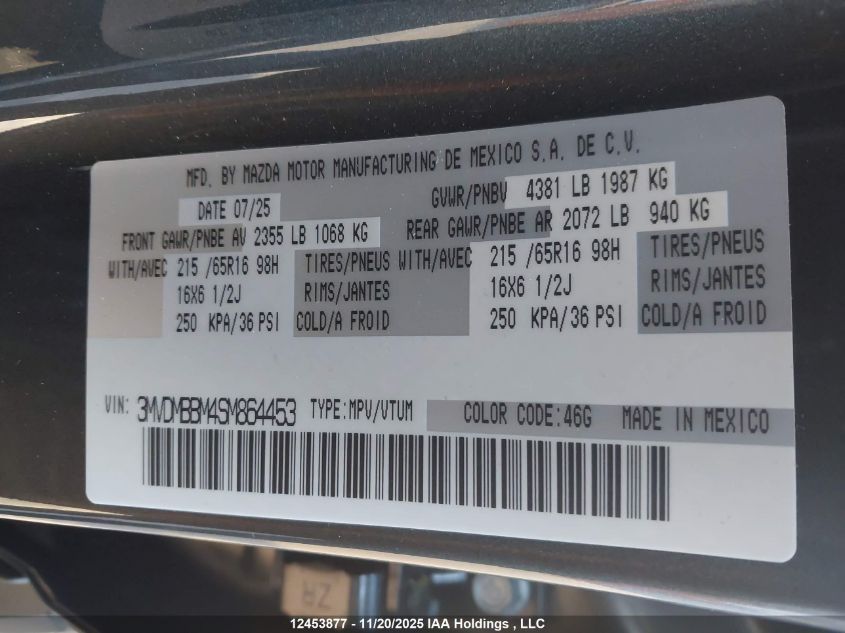 MFD. BY MAZDA MOTOR MANUFACTURING DE MEXICO S.A. DE C.V.
DATE 07/25 GVWR/PNBV 4381 LB 1987 KG
FRONT GAWR/PNBE AV 2355 LB 1068 KG REAR GAWR/PNBE AR 2072 LB 940 KG
WITH/AVEC 215 /65R16 98H TIRES/PNEUS WITH/AVEC 215 /65R16 98H TIRES/PNEUS
16X6 1/2J RIMS/JANTES 16X6 1/2J RIMS/JANTES
250 KPA/36 PSI COLD/A FROID 250 KPA/36 PSI COLD/A FROID
VIN: 3MVDMBBM4SM864453 TYPE:MPV/VTUM COLOR CODE:46G MADE IN MEXICO
ZR
12453877 - 11/20/2025 IAA Holdings , LLC